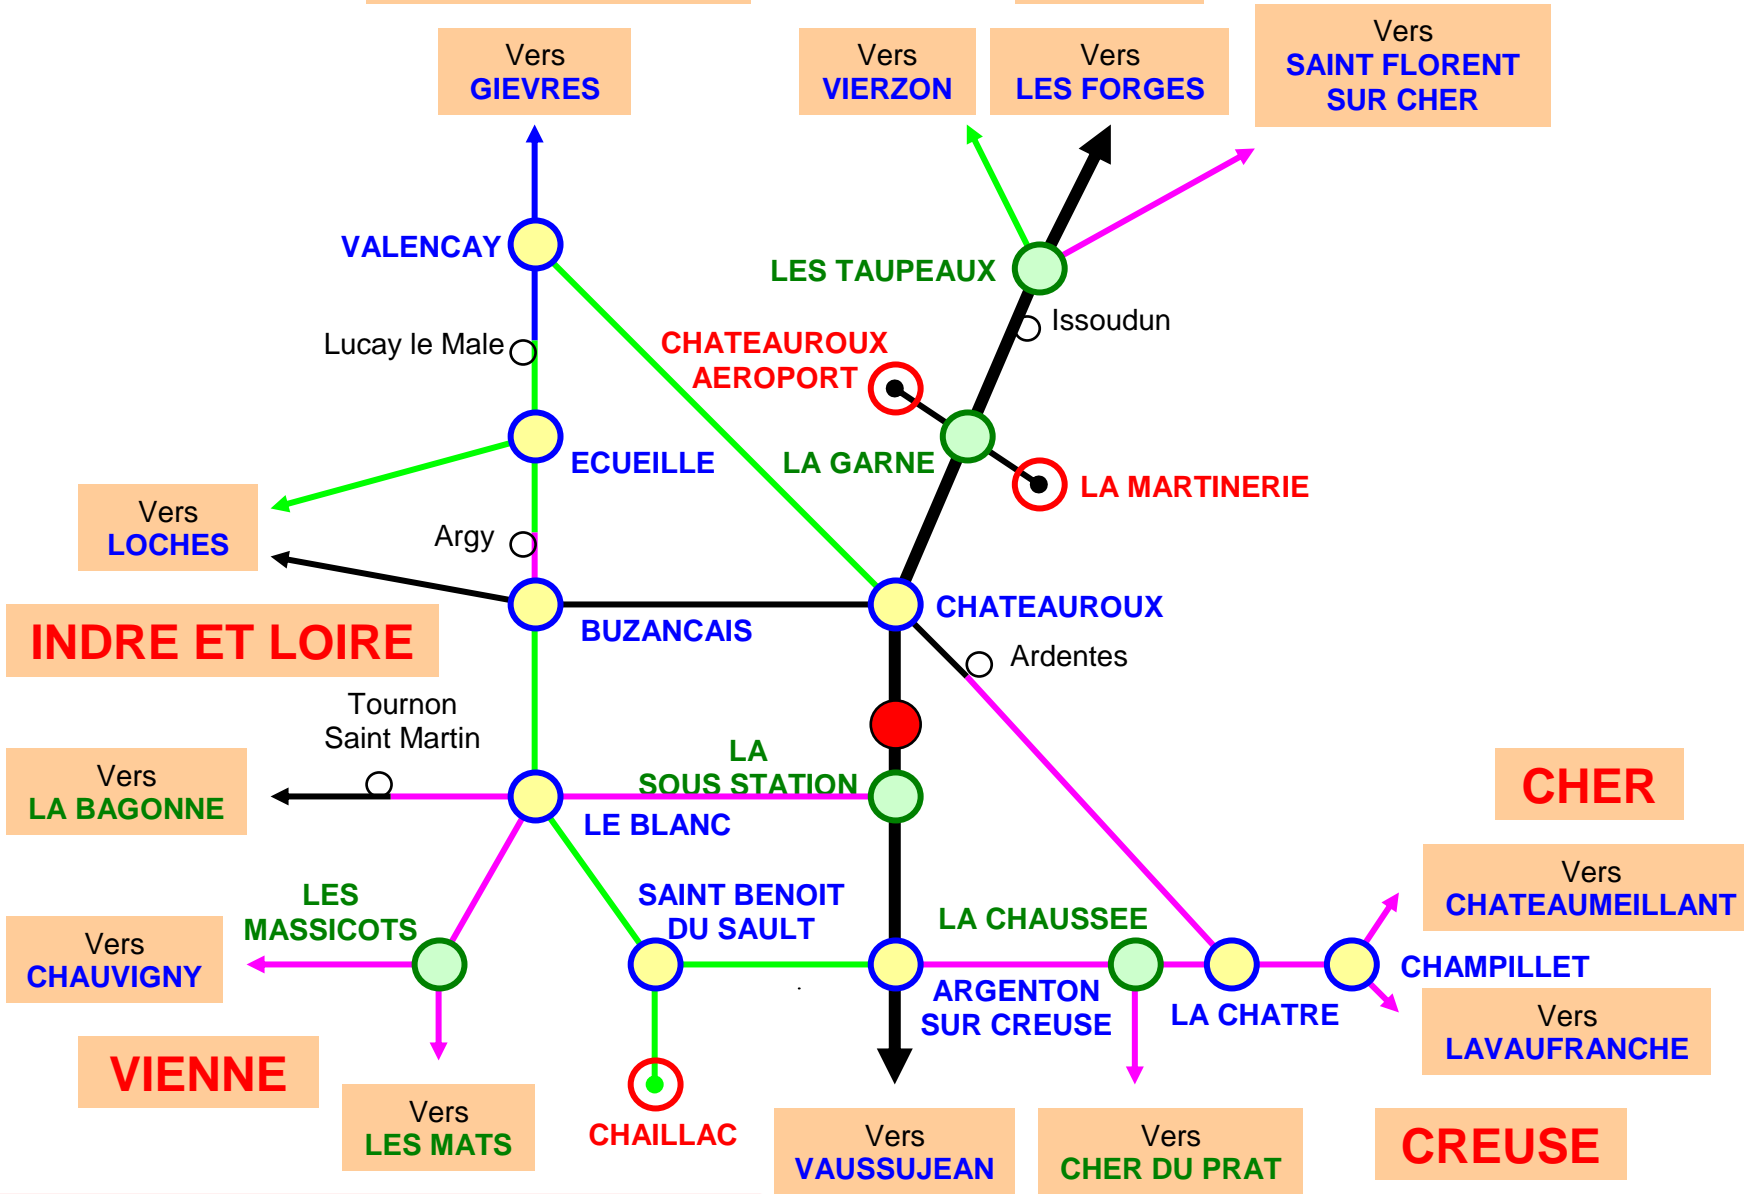 Vers
GIEVRES
Vers
VIERZON
Vers
LES FORGES
Vers
SAINT FLORENT
SUR CHER
VALENCAY
LES TAUPEAUX
Lucay le Male
Issoudun
CHATEAUROUX
AEROPORT
ECUEILLE
LA GARNE
LA MARTINERIE
Vers
LOCHES
Argy
BUZANCAIS
CHATEAUROUX
INDRE ET LOIRE
Ardentes
Tournon
Saint Martin
Vers
LA BAGONNE
LA
SOUS STATION
LE BLANC
CHER
LES
MASSICOTS
SAINT BENOIT
DU SAULT
LA CHAUSSEE
Vers
CHATEAUMEILLANT
Vers
CHAUVIGNY
ARGENTON
SUR CREUSE
LA CHATRE
CHAMPILLET
Vers
LAVAUFRANCHE
VIENNE
Vers
LES MATS
CHAILLAC
Vers
VAUSSUJEAN
Vers
CHER DU PRAT
CREUSE